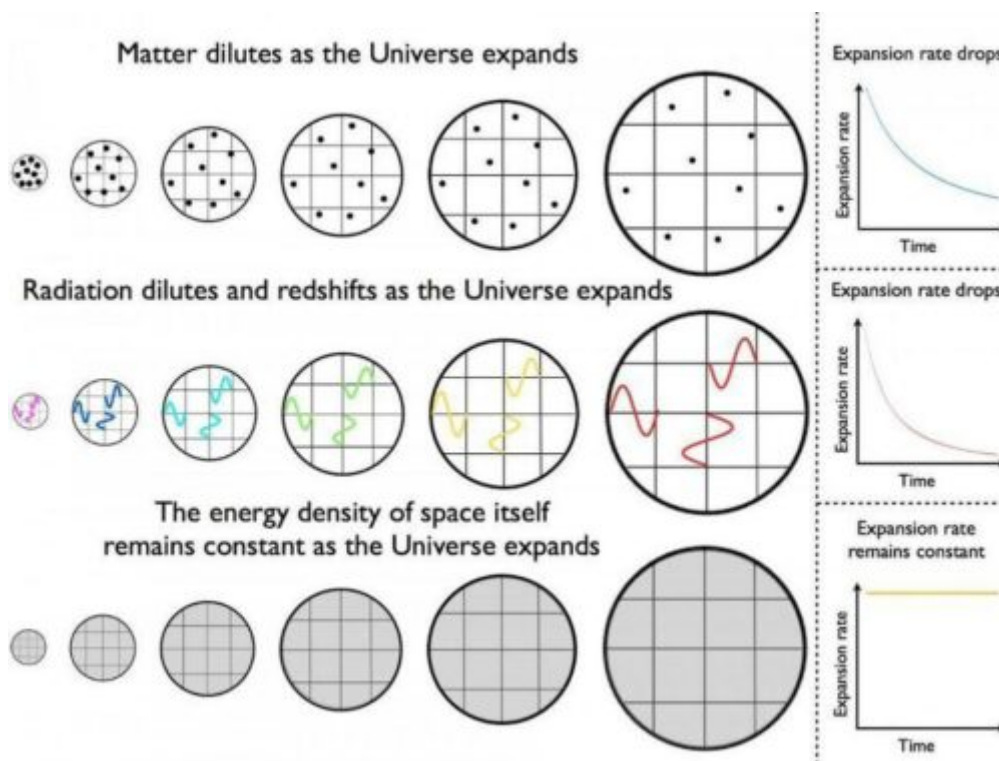 Matter dilutes as the Universe expands
Expansion rate drops
Expansion rate
Time
Radiation dilutes and redshifts as the Universe expands
Expansion rate drops
Expansion rate
Time
The energy density of space itself
remains constant as the Universe expands
Expansion rate
remains constant
Expansion rate
Time